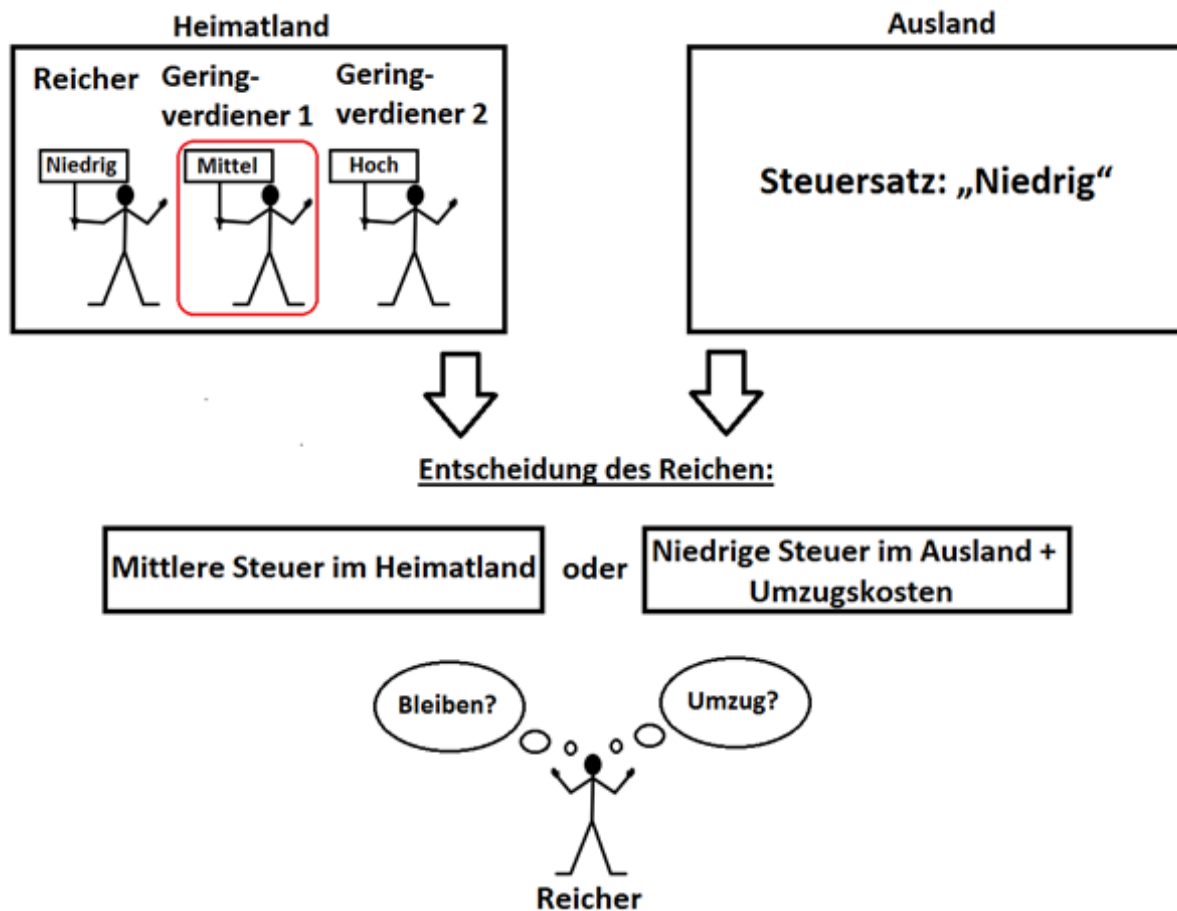 Heimatland
Ausland
Reicher
Gering-
verdiener 1
Gering-
verdiener 2
Niedrig
Mittel
Hoch
Steuersatz: „Niedrig“
Entscheidung des Reichen:
Mittlere Steuer im Heimatland
oder
Niedrige Steuer im Ausland +
Umzugskosten
Bleiben?
Umzug?
Reicher